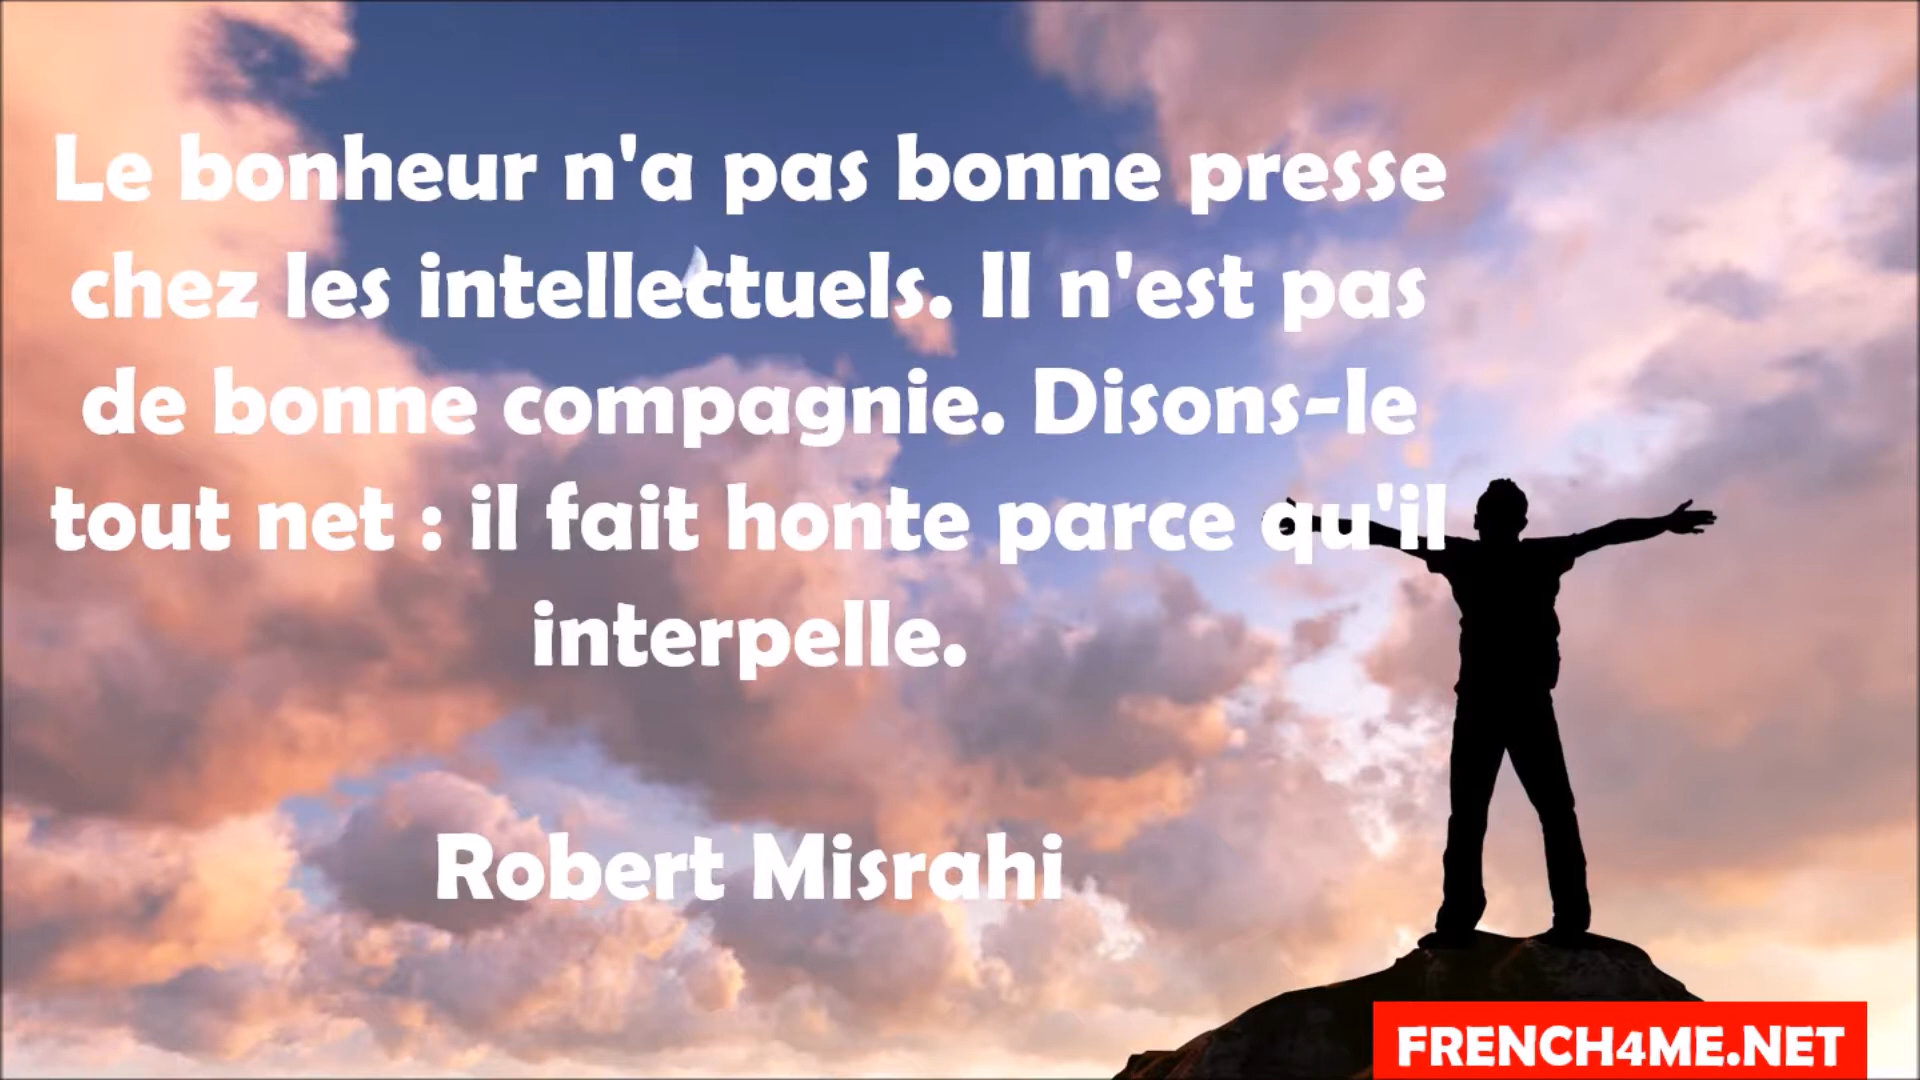 Le bonheur n'a pas bonne presse
chez les intellectuels. Il n'est pas
de bonne compagnie. Disons-le
tout net : il fait honte parce qu'il
interpelle.
Robert Misrahi
FRENCH4ME.NET